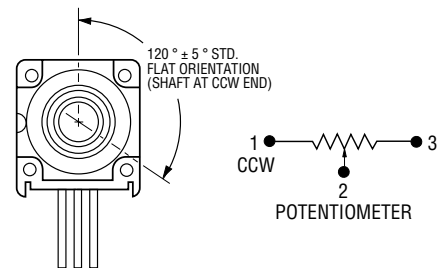 120 ° ± 5 ° STD.
FLAT ORIENTATION
(SHAFT AT CCW END)
1
3
CCW
2
POTENTIOMETER